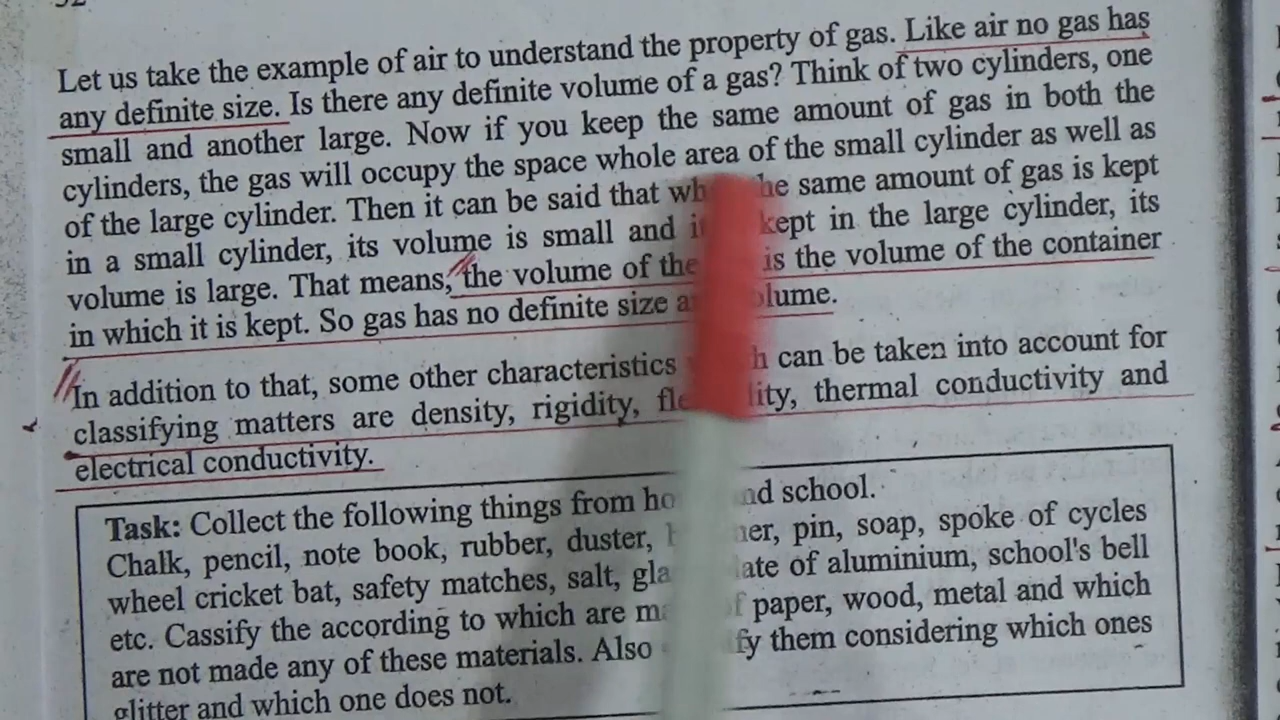 Let us take the example of air to understand the property of gas. Like air no gas has
any definite size. Is there any definite volume of a gas? Think of two cylinders, one
small and another large. Now if you keep the same amount of gas in both the
cylinders, the gas will occupy the space whole area of the small cylinder as well as
of the large cylinder. Then it can be said that he same amount of gas is kept
in a small cylinder, its volume is small and kept in the large cylinder, its
volume is large. That means, the volume of the is the volume of the container
in which it is kept. So gas has no definite size
In addition to that, some other characteristics can be taken into account for
classifying matters are density, rigidity, thermal conductivity and
electrical conductivity.
Task: Collect the following things from nd school.
Chalk, pencil, note book, rubber, duster, pin, soap, spoke of cycles
wheel cricket bat, safety matches, salt, ate of aluminium, school's bell
etc. Cassify the according to which are paper, wood, metal and which
are not made any of these materials. Also fy them considering which ones
glitter and which one does not.